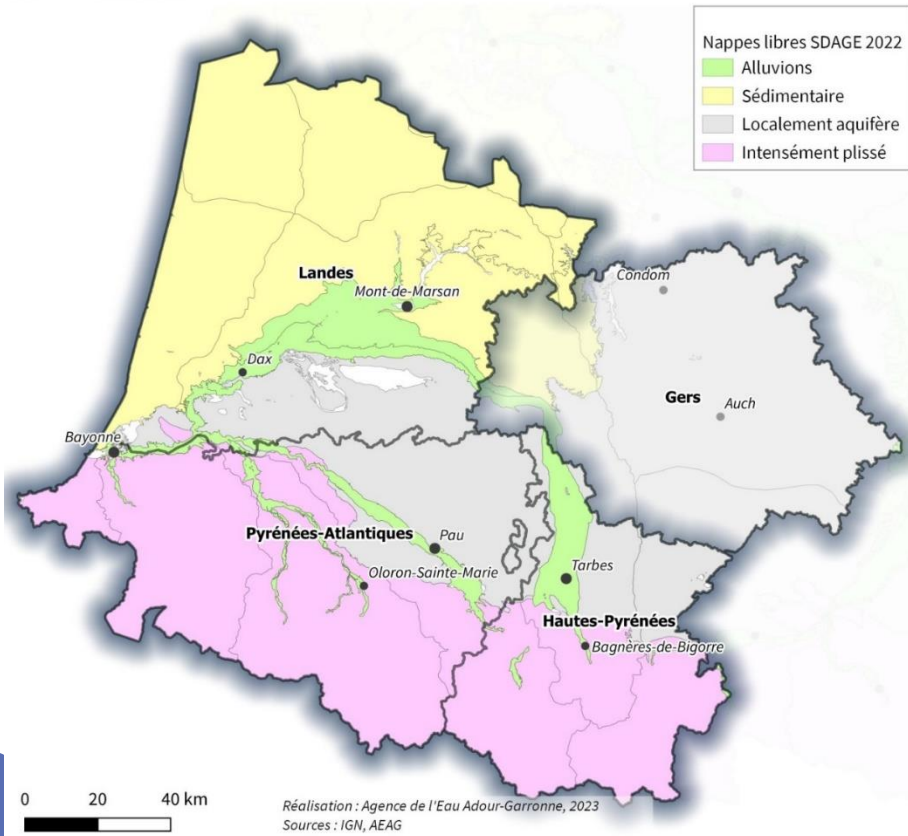 Nappes libres SDAGE 2022
Alluvions
Sédimentaire
Localement aquifère
Intensément plissé
Condom
Landes
Mont-de-Marsan
Dax
Gers
Auch
Bayonne
Pyrénées-Atlantiques
Pau
Oloron-Sainte-Marie
Tarbes
Hautes-Pyrénées
Bagnères-de-Bigorre
0 20 40 km
Réalisation : Agence de l'Eau Adour-Garronne, 2023
Sources : IGN, AEAG